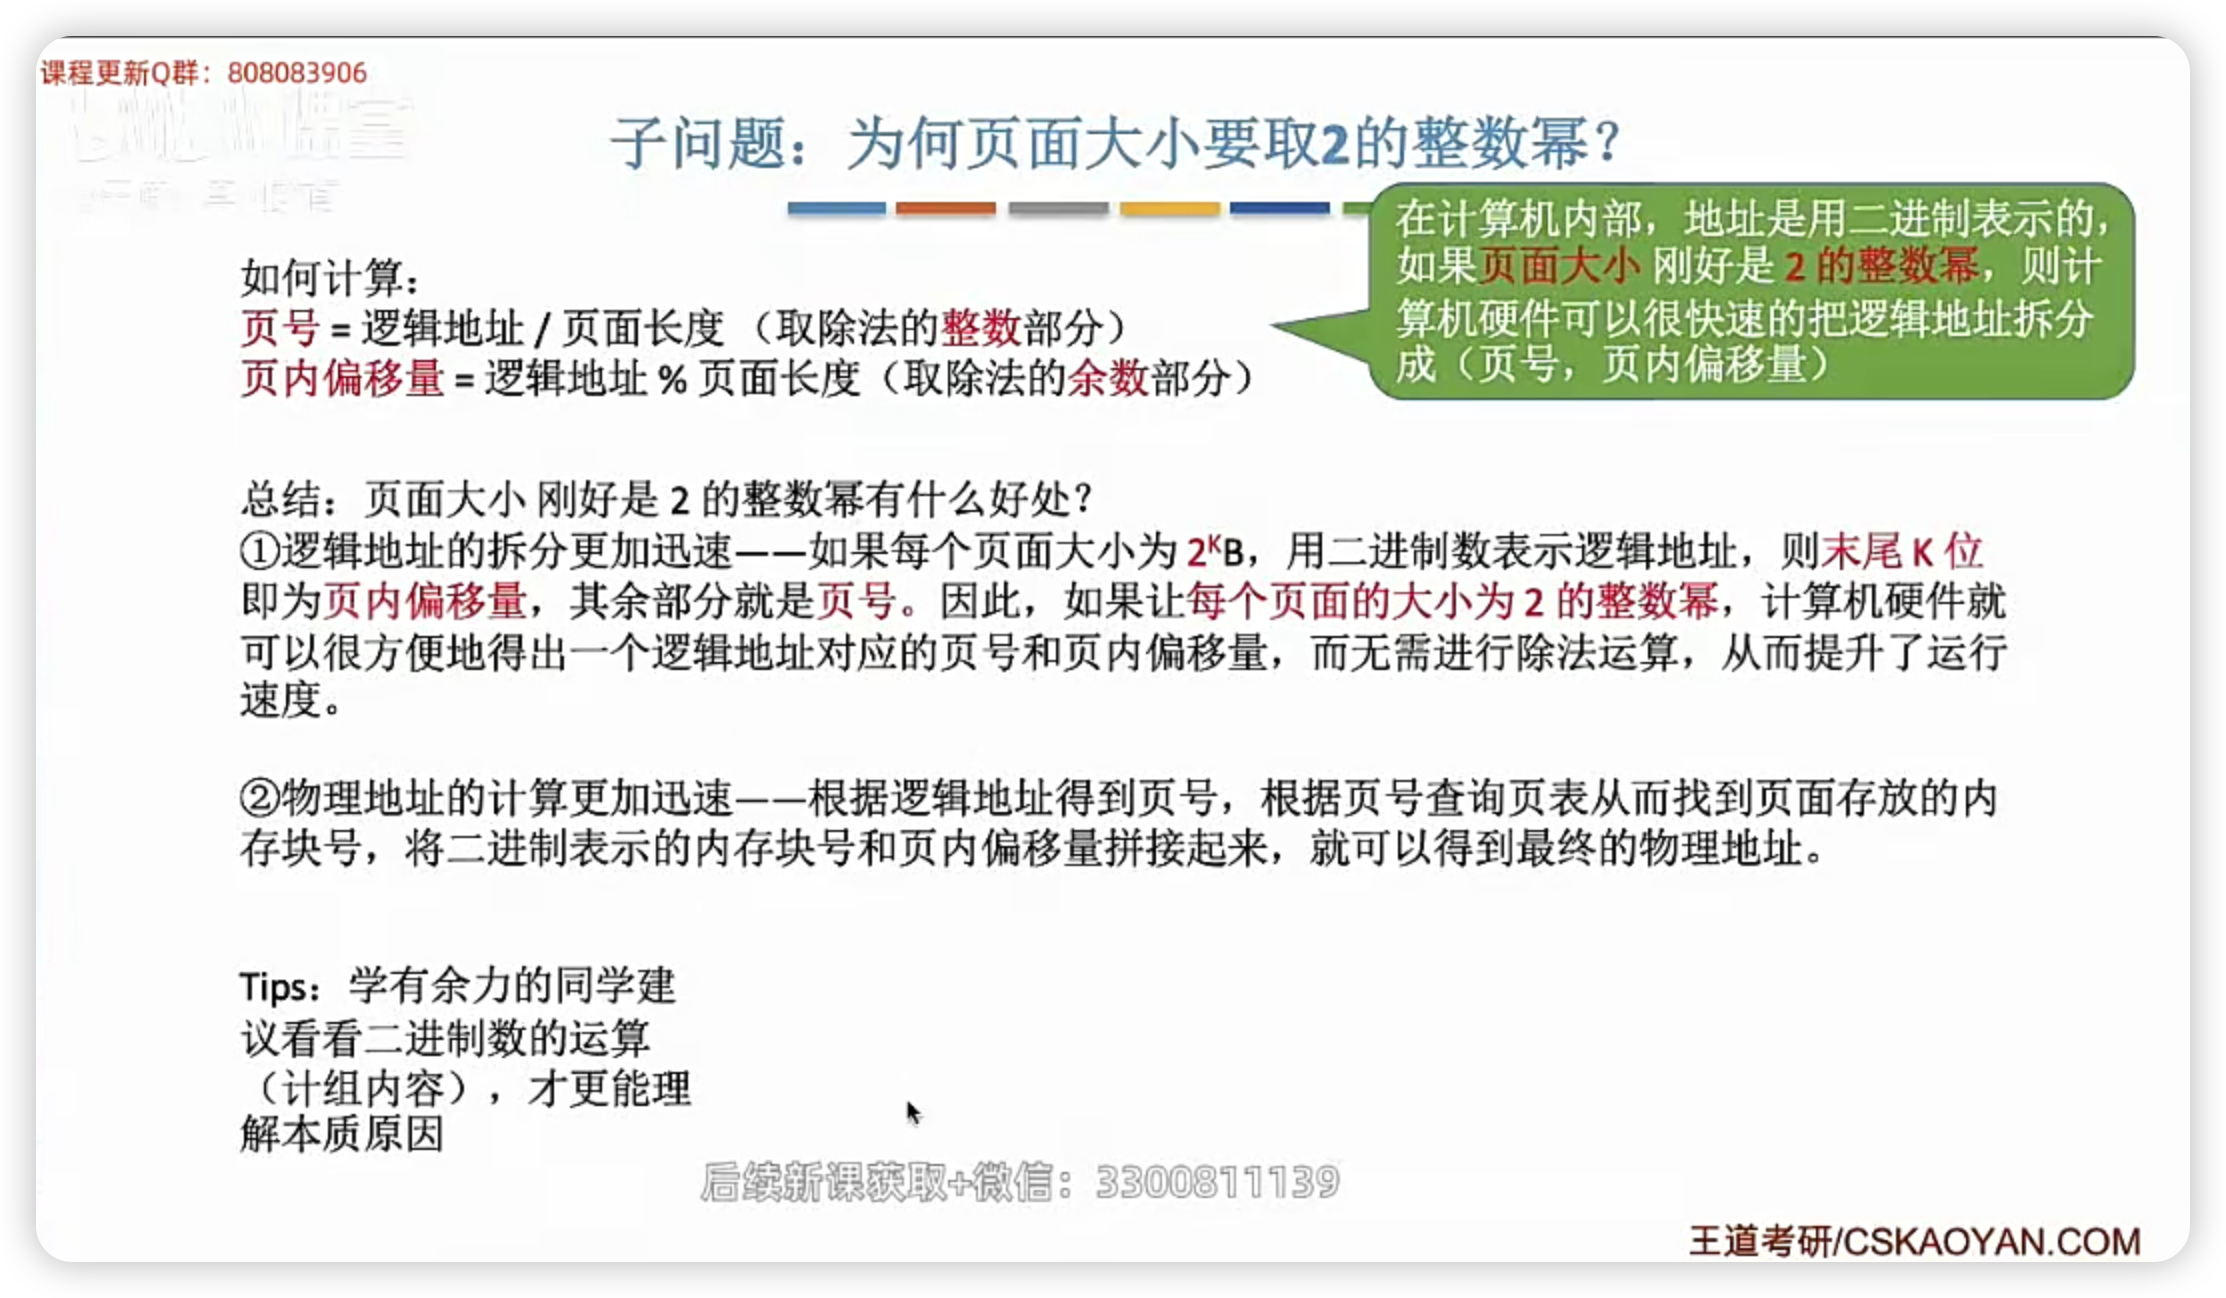 课程更新Q群：808083906
子问题：为何页面大小要取2的整数幂？
在计算机内部，地址是用二进制表示的，
如果页面大小 刚好是 2 的整数幂，则计
算机硬件可以很快速的把逻辑地址拆分
成（页号，页内偏移量）
如何计算：
页号 = 逻辑地址 / 页面长度 （取除法的整数部分）
页内偏移量 = 逻辑地址 % 页面长度（取除法的余数部分）
总结：页面大小 刚好是 2 的整数幂有什么好处？
①逻辑地址的拆分更加迅速——如果每个页面大小为 2ᴷB，用二进制数表示逻辑地址，则末尾 K 位
即为页内偏移量，其余部分就是页号。因此，如果让每个页面的大小为 2 的整数幂，计算机硬件就
可以很方便地得出一个逻辑地址对应的页号和页内偏移量，而无需进行除法运算，从而提升了运行
速度。
②物理地址的计算更加迅速——根据逻辑地址得到页号，根据页号查询页表从而找到页面存放的内
存块号，将二进制表示的内存块号和页内偏移量拼接起来，就可以得到最终的物理地址。
Tips：学有余力的同学建
议看看二进制数的运算
（计组内容），才更能理
解本质原因
后续新课获取+微信：3300811139
王道考研/CSKAOYAN.COM